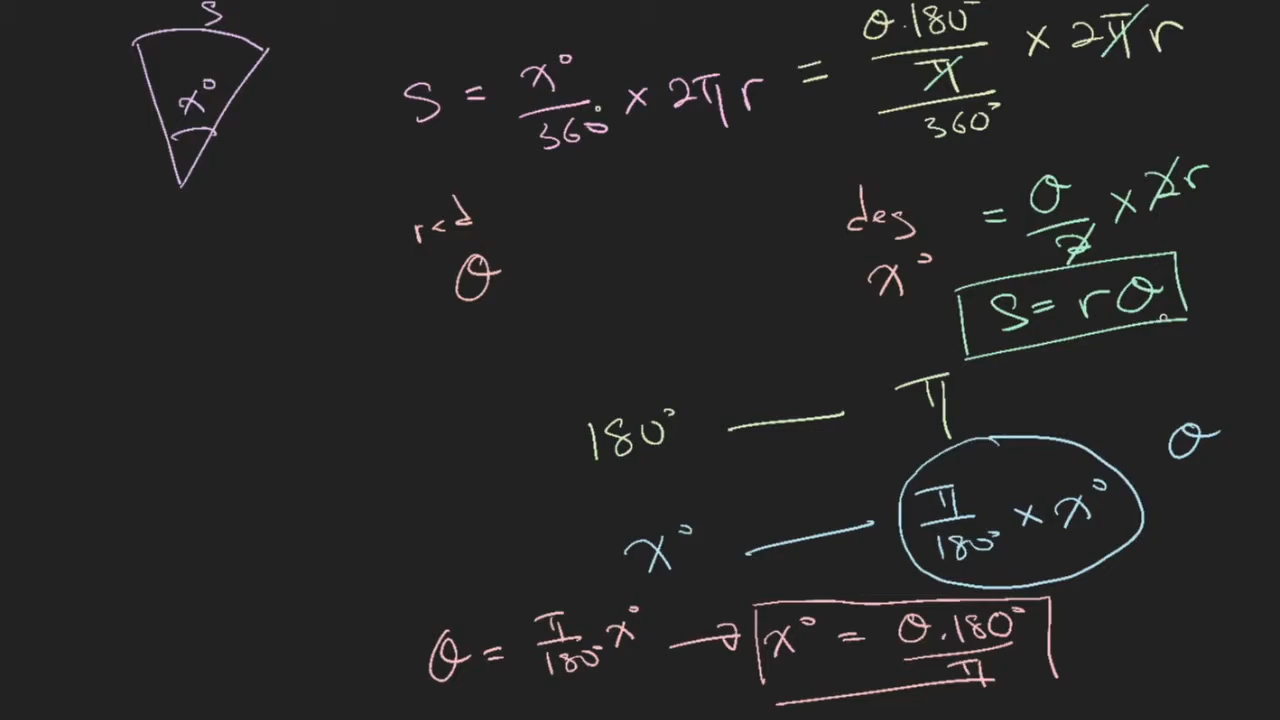 S
x°
S = x°/360° × 2πr = (θ.180°/π)/360° × 2πr
= θ/2 × 2r
rad
deg
θ
x°
S = rθ
180° — π
θ
x° — π/180° × x°
θ = π/180° x° → x° = θ.180°/π